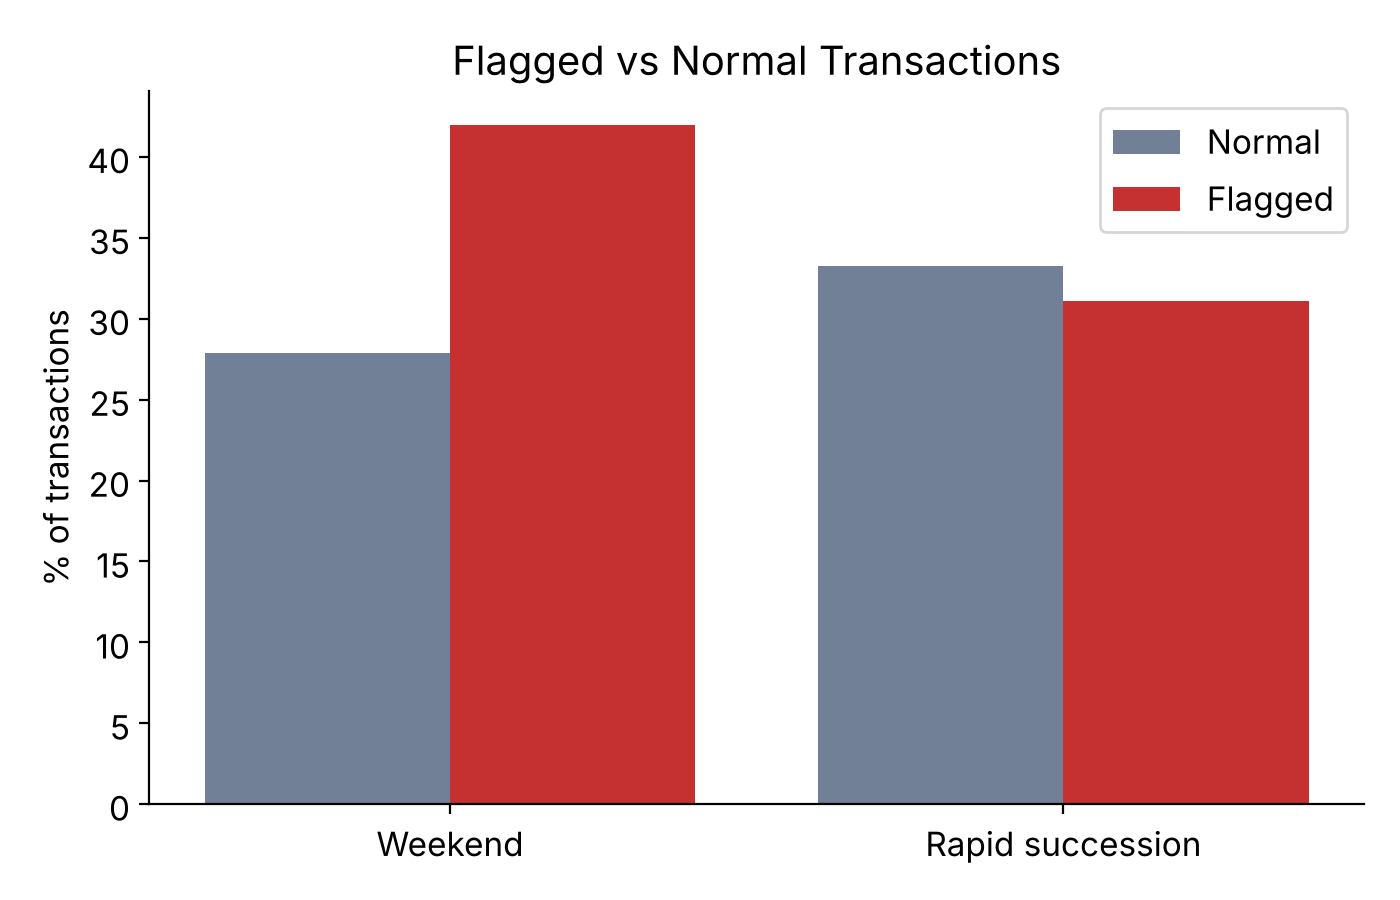 Flagged vs Normal Transactions
Normal
Flagged
% of transactions
40
35
30
25
20
15
10
5
0
Weekend
Rapid succession